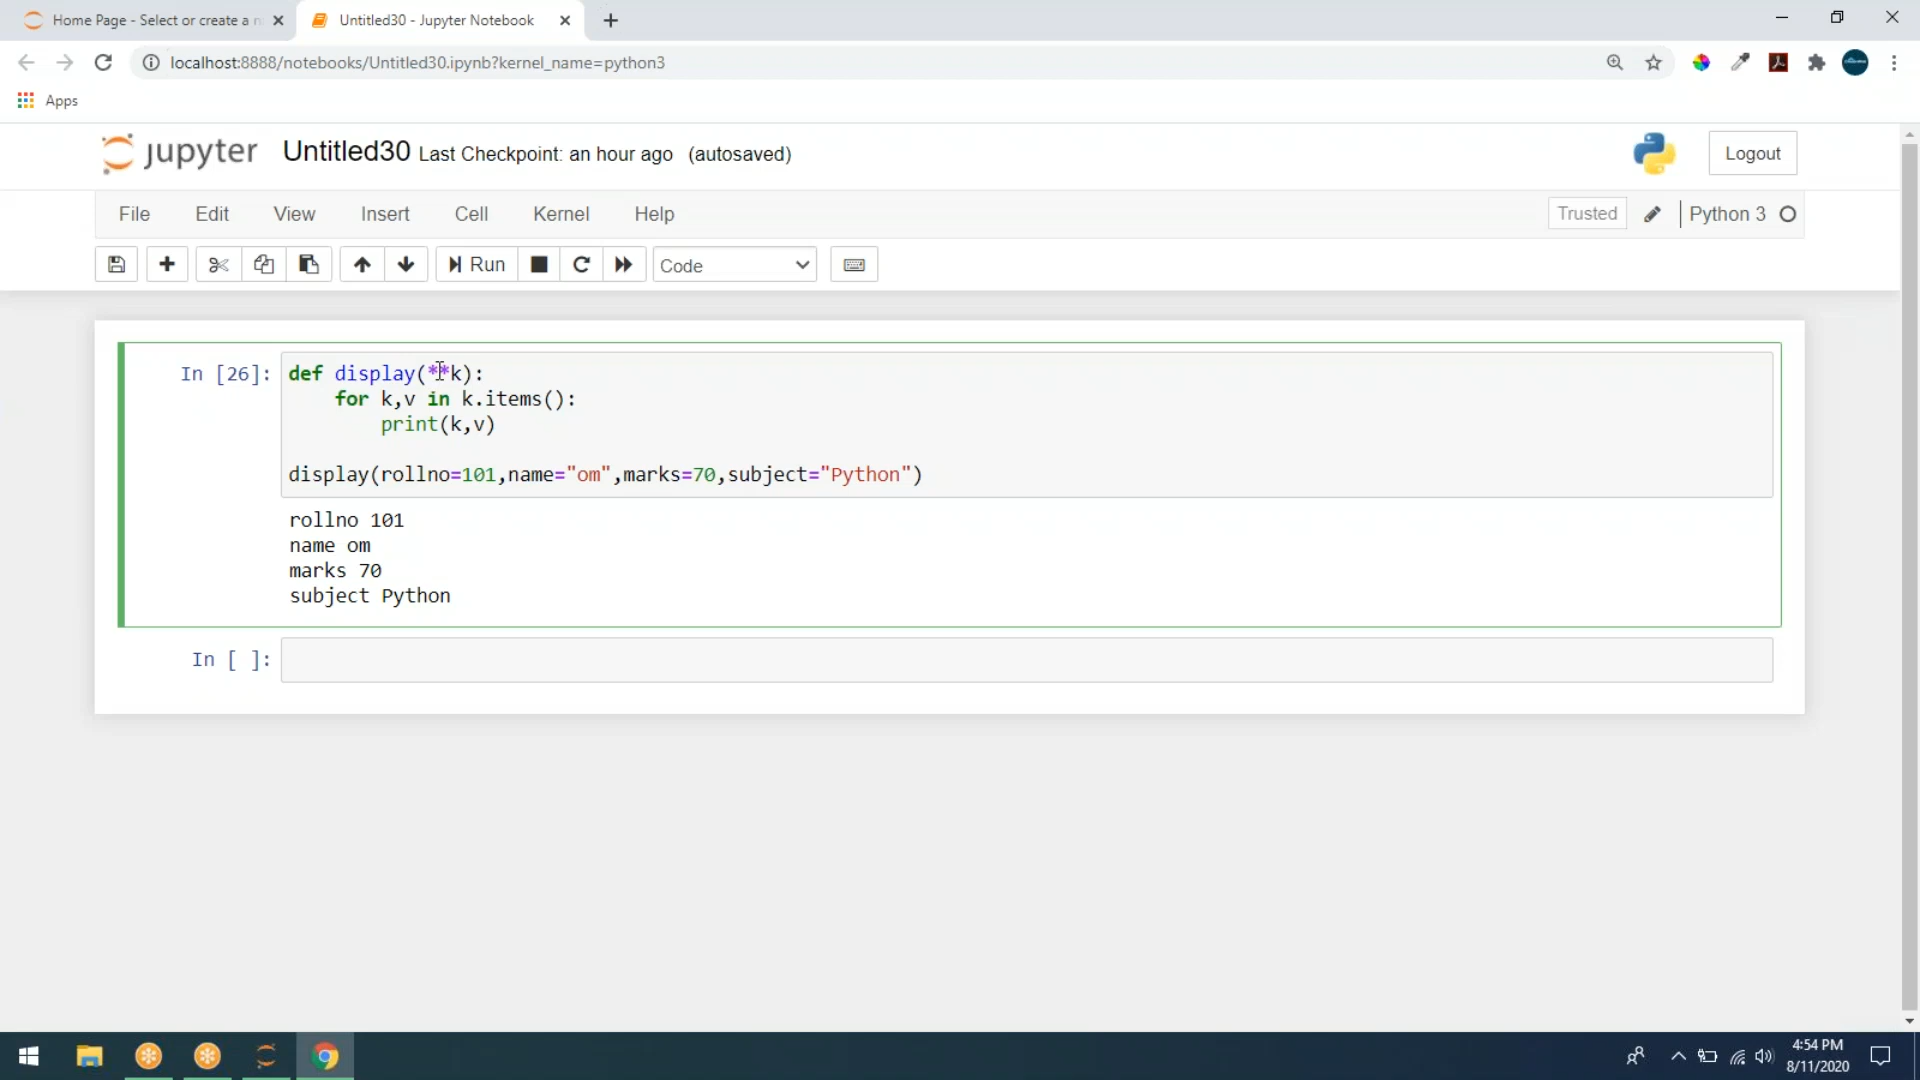 Home Page - Select or create a n
Untitled30 - Jupyter Notebook
localhost:8888/notebooks/Untitled30.ipynb?kernel_name=python3
Apps
jupyter Untitled30 Last Checkpoint: an hour ago (autosaved)
Logout
File Edit View Insert Cell Kernel Help
Trusted
Python 3
Run
Code
In [26]: def display(**k):
    for k,v in k.items():
        print(k,v)
display(rollno=101,name="om",marks=70,subject="Python")
rollno 101
name om
marks 70
subject Python
In [ ]:
4:54 PM
8/11/2020